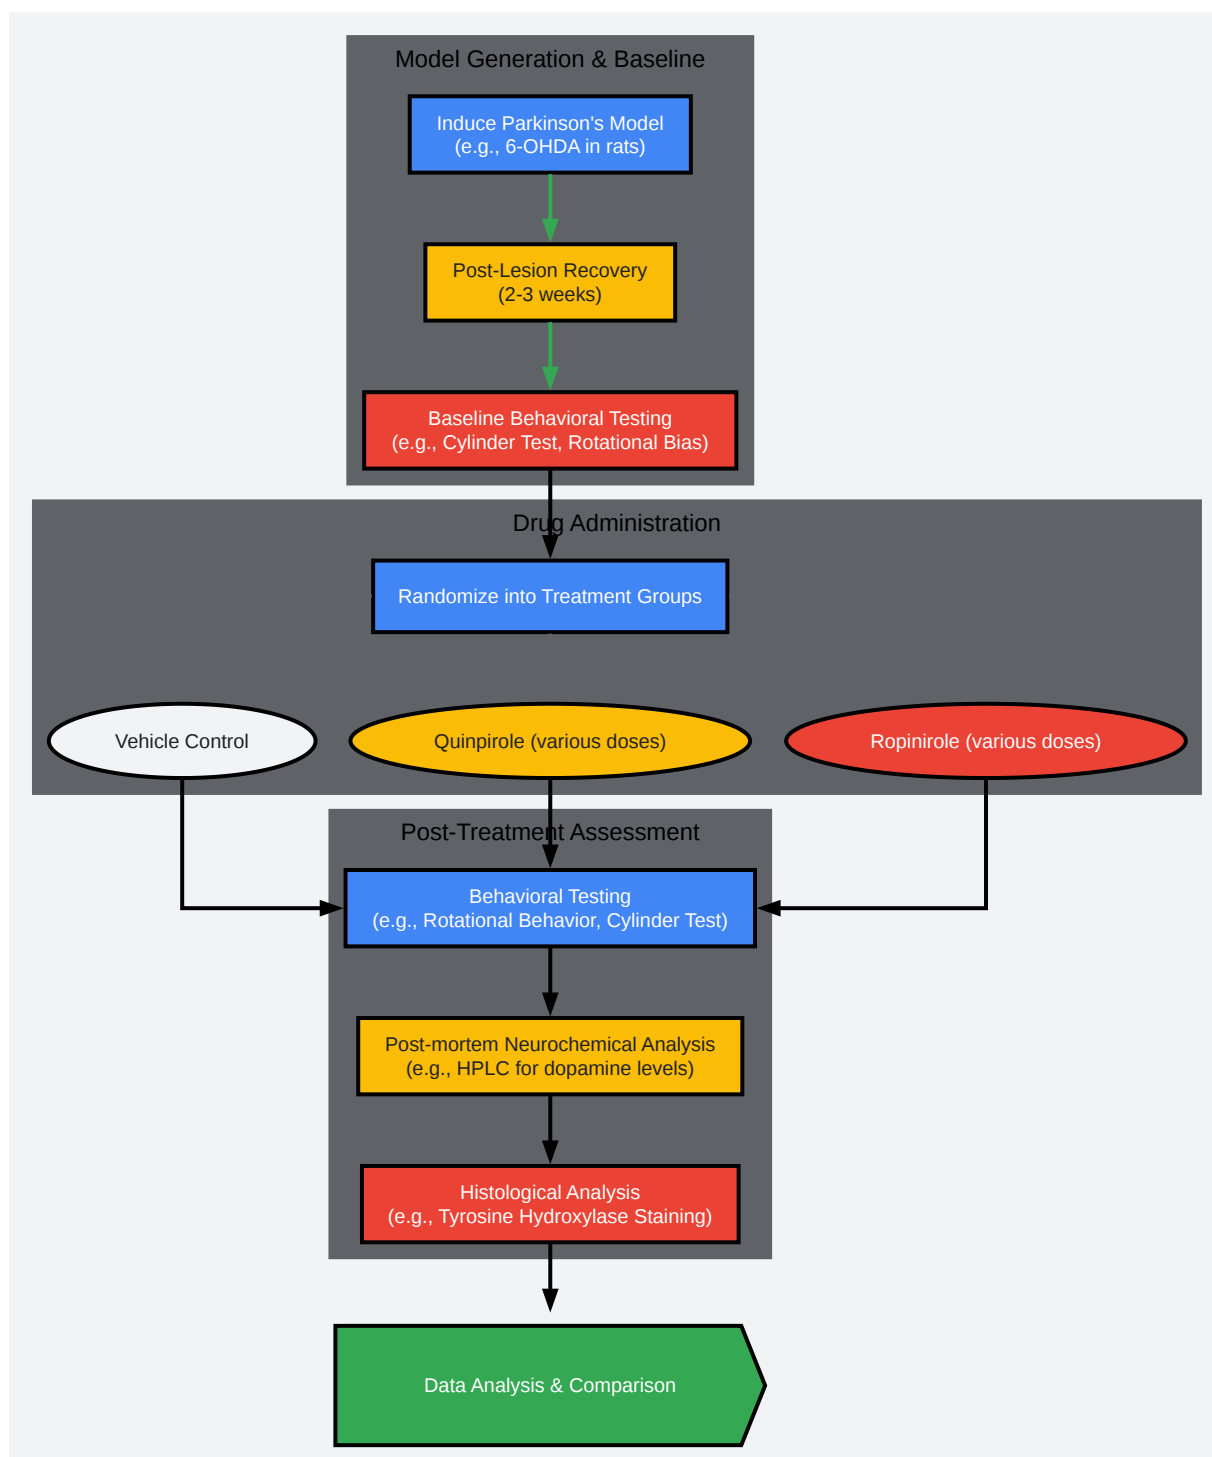 Model Generation & Baseline
Induce Parkinson's Model
(e.g., 6-OHDA in rats)
Post-Lesion Recovery
(2-3 weeks)
Baseline Behavioral Testing
(e.g., Cylinder Test, Rotational Bias)
Drug Administration
Randomize into Treatment Groups
Vehicle Control
Quinpirole (various doses)
Ropinirole (various doses)
Post-Treatment Assessment
Behavioral Testing
(e.g., Rotational Behavior, Cylinder Test)
Post-mortem Neurochemical Analysis
(e.g., HPLC for dopamine levels)
Histological Analysis
(e.g., Tyrosine Hydroxylase Staining)
Data Analysis & Comparison